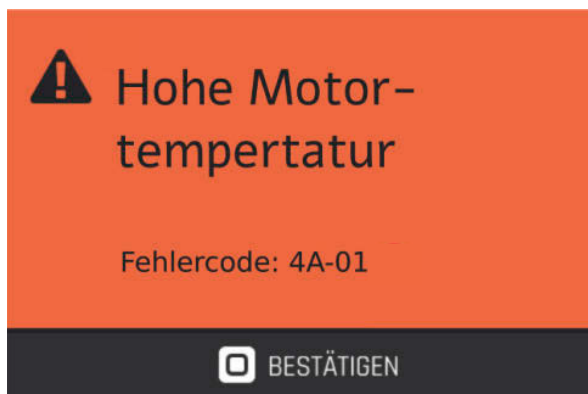 Hohe Motor-
tempertatur
Fehlercode: 4A-01
BESTÄTIGEN